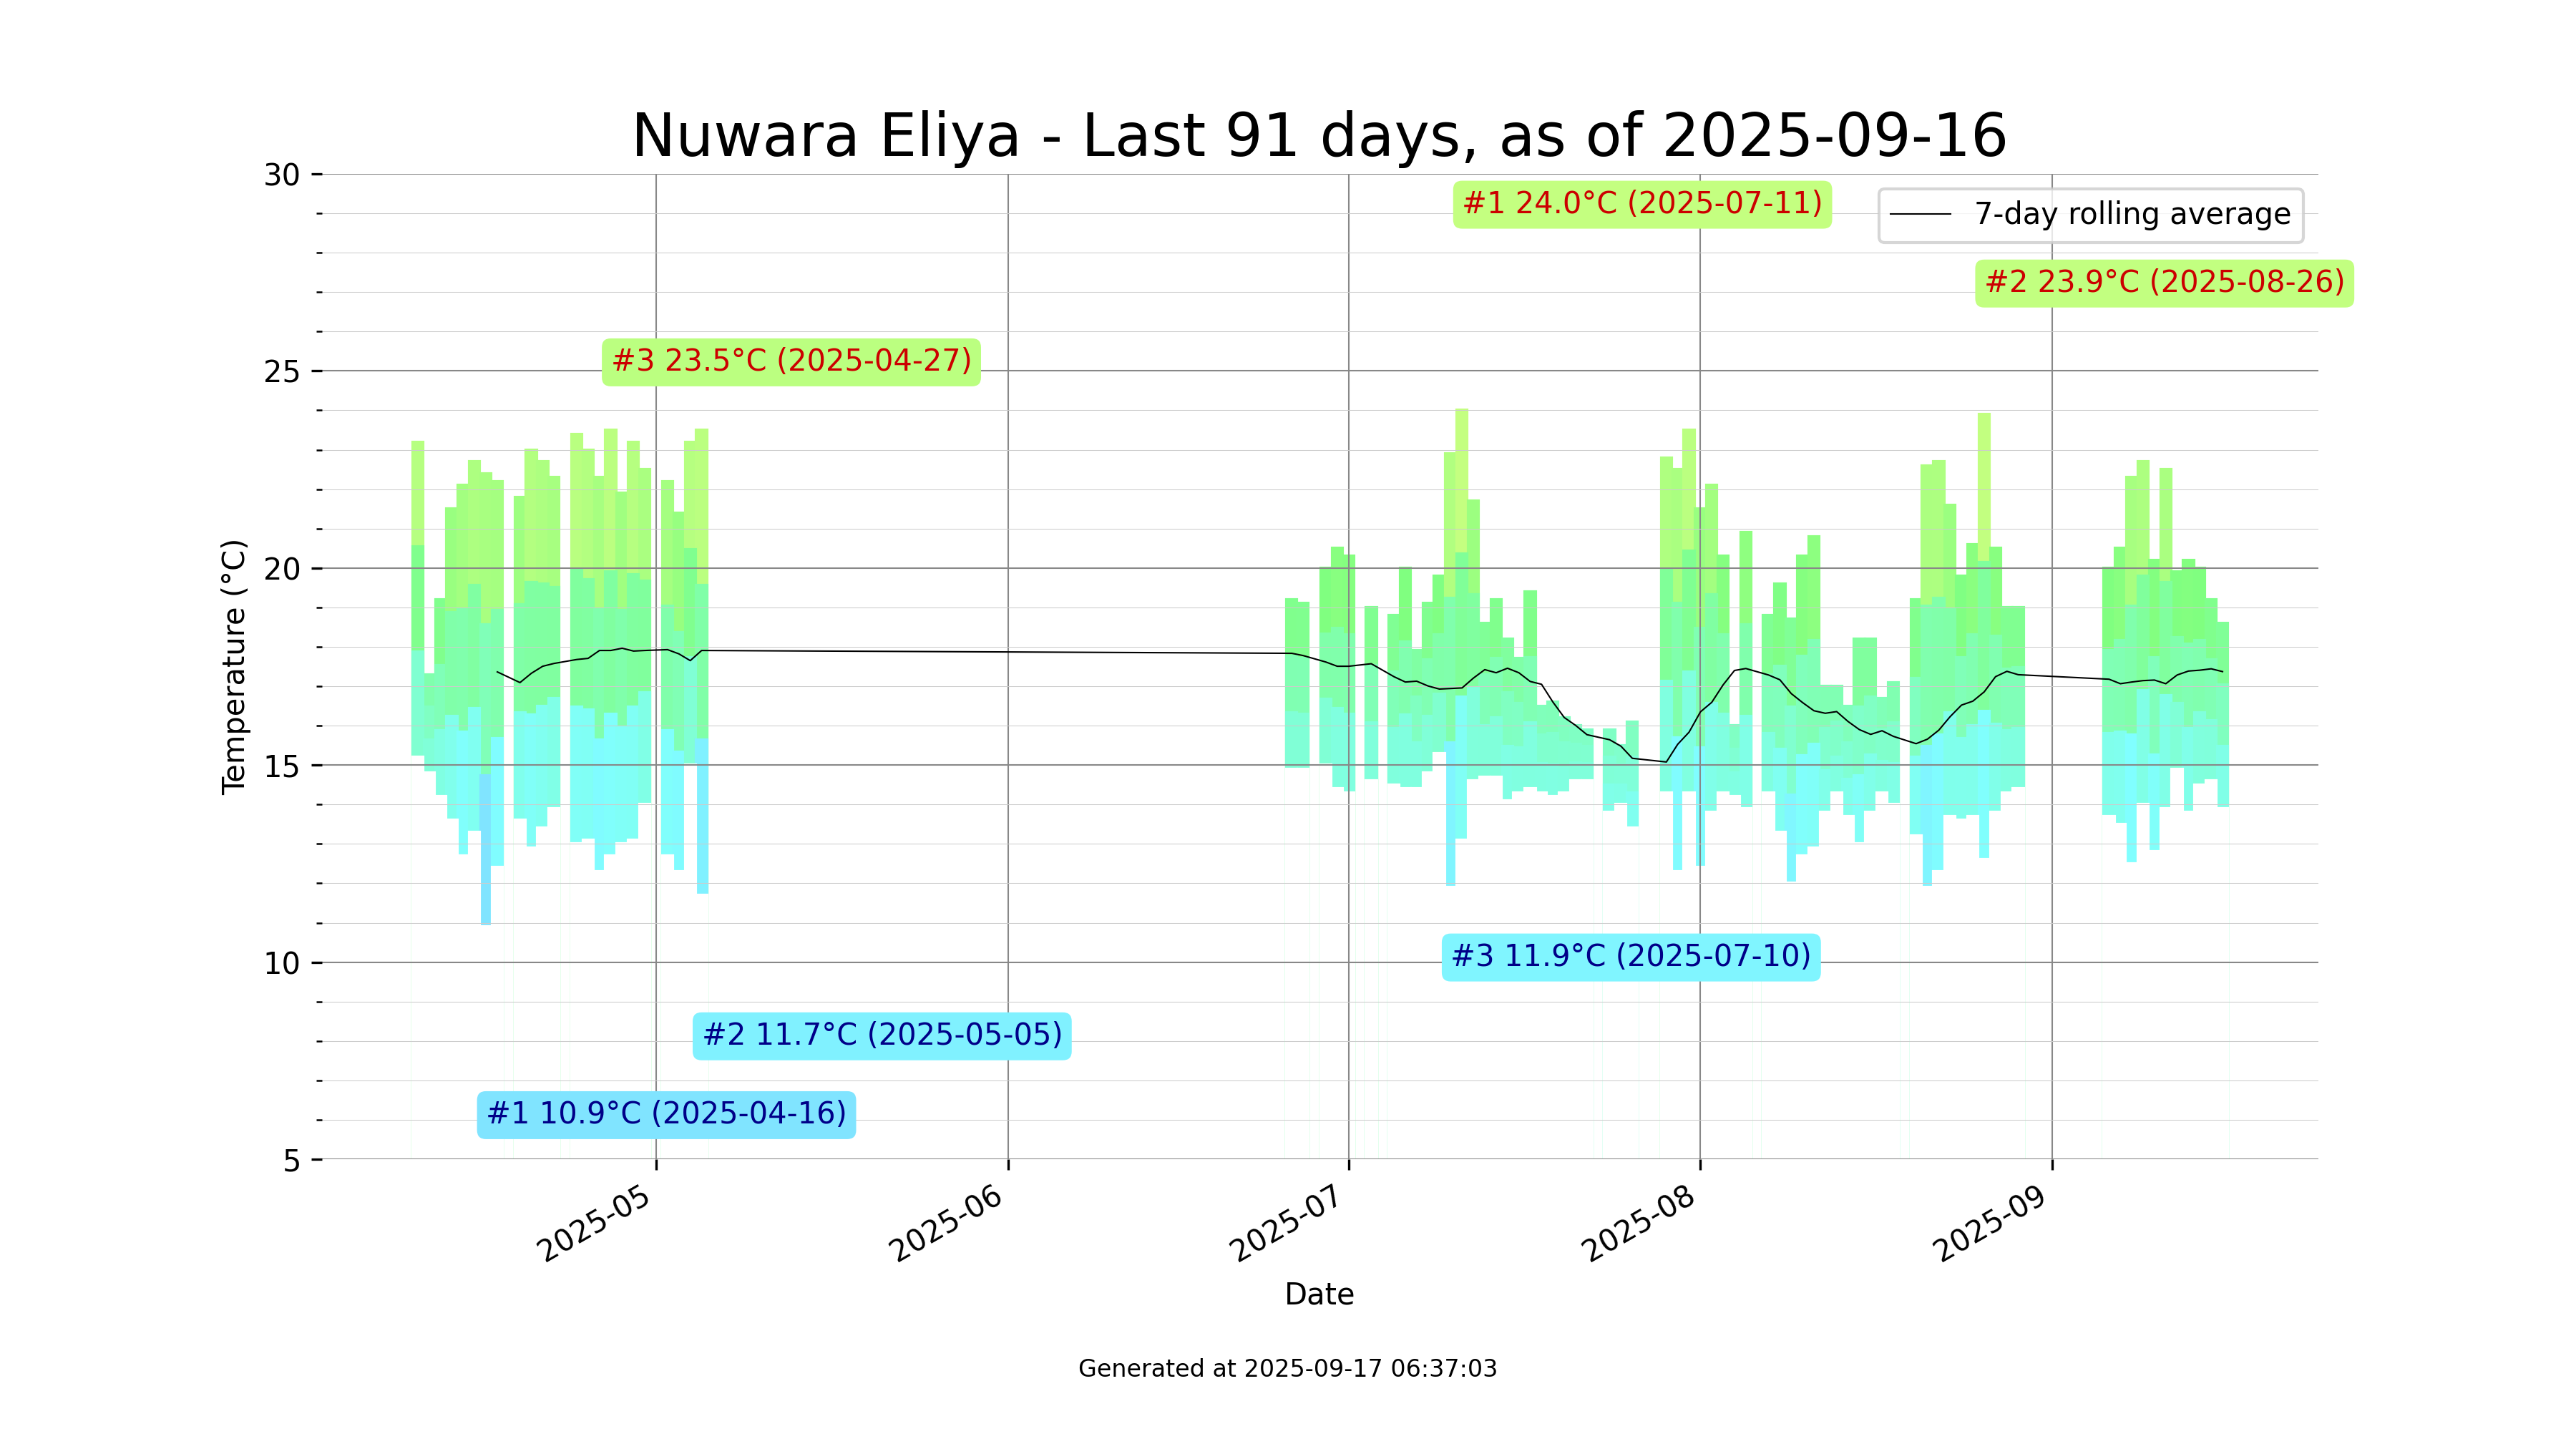 Nuwara Eliya - Last 91 days, as of 2025-09-16
30
25
20
15
10
5
Temperature (°C)
#1 24.0°C (2025-07-11)
7-day rolling average
#2 23.9°C (2025-08-26)
#3 23.5°C (2025-04-27)
#3 11.9°C (2025-07-10)
#2 11.7°C (2025-05-05)
#1 10.9°C (2025-04-16)
2025-05
2025-06
2025-07
2025-08
2025-09
Date
Generated at 2025-09-17 06:37:03